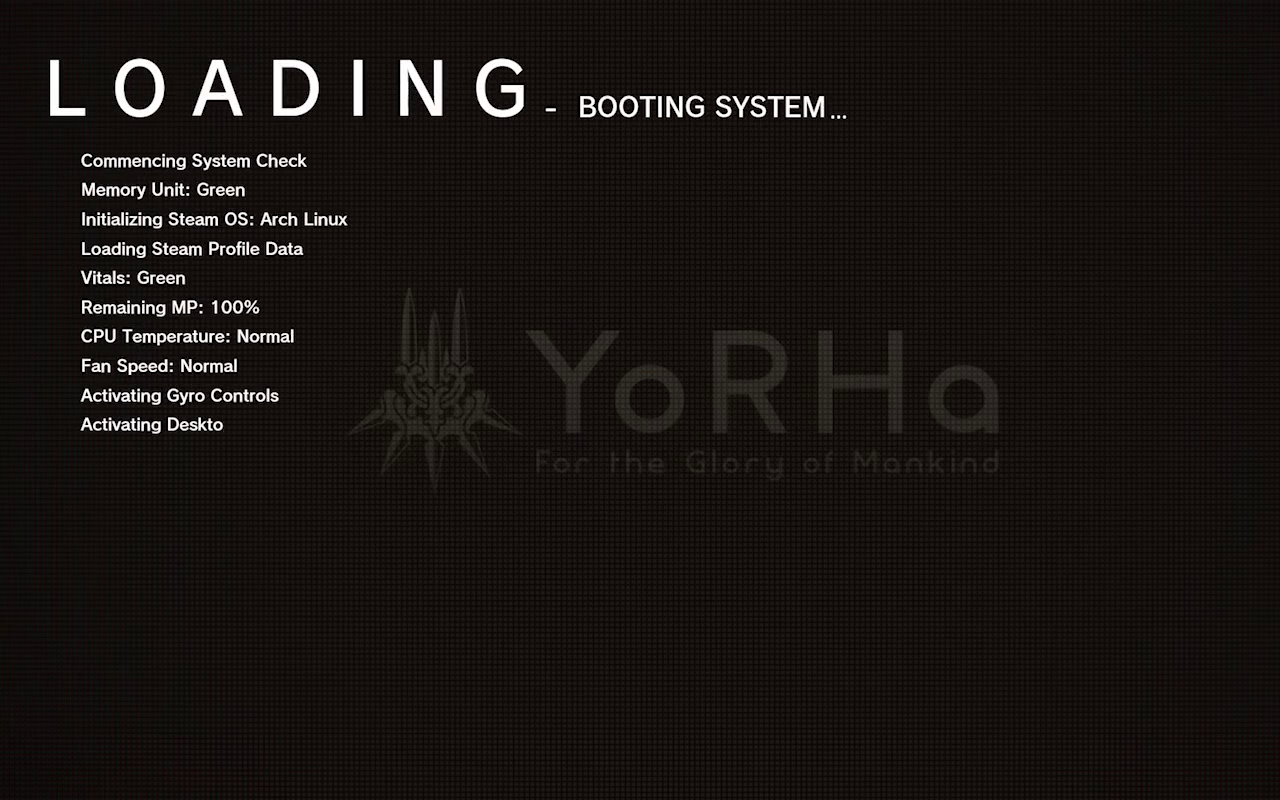 LOADING - BOOTING SYSTEM...
Commencing System Check
Memory Unit: Green
Initializing Steam OS: Arch Linux
Loading Steam Profile Data
Vitals: Green
Remaining MP: 100%
CPU Temperature: Normal
Fan Speed: Normal
Activating Gyro Controls
Activating Deskto
YoRHa
For the Glory of Mankind